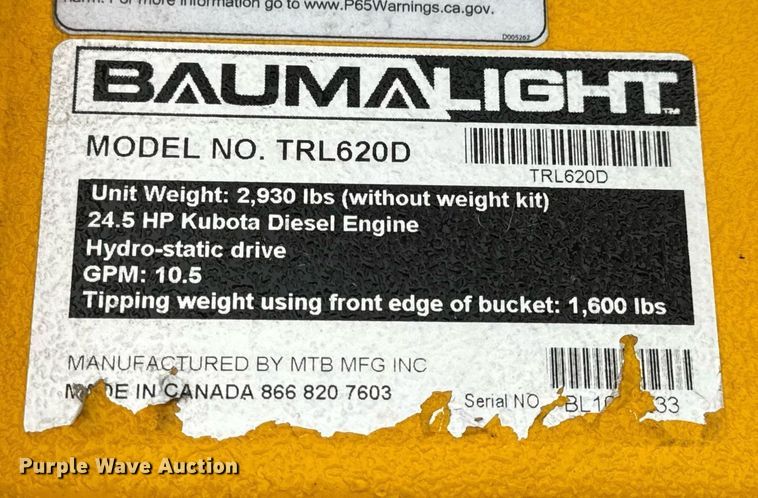 harm. For more information go to www.P65Warnings.ca.gov.
D005262
BAUMALIGHT™
MODEL NO. TRL620D
TRL620D
Unit Weight: 2,930 lbs (without weight kit)
24.5 HP Kubota Diesel Engine
Hydro-static drive
GPM: 10.5
Tipping weight using front edge of bucket: 1,600 lbs
MANUFACTURED BY MTB MFG INC
MADE IN CANADA 866 820 7603
Serial NO
Purple Wave Auction